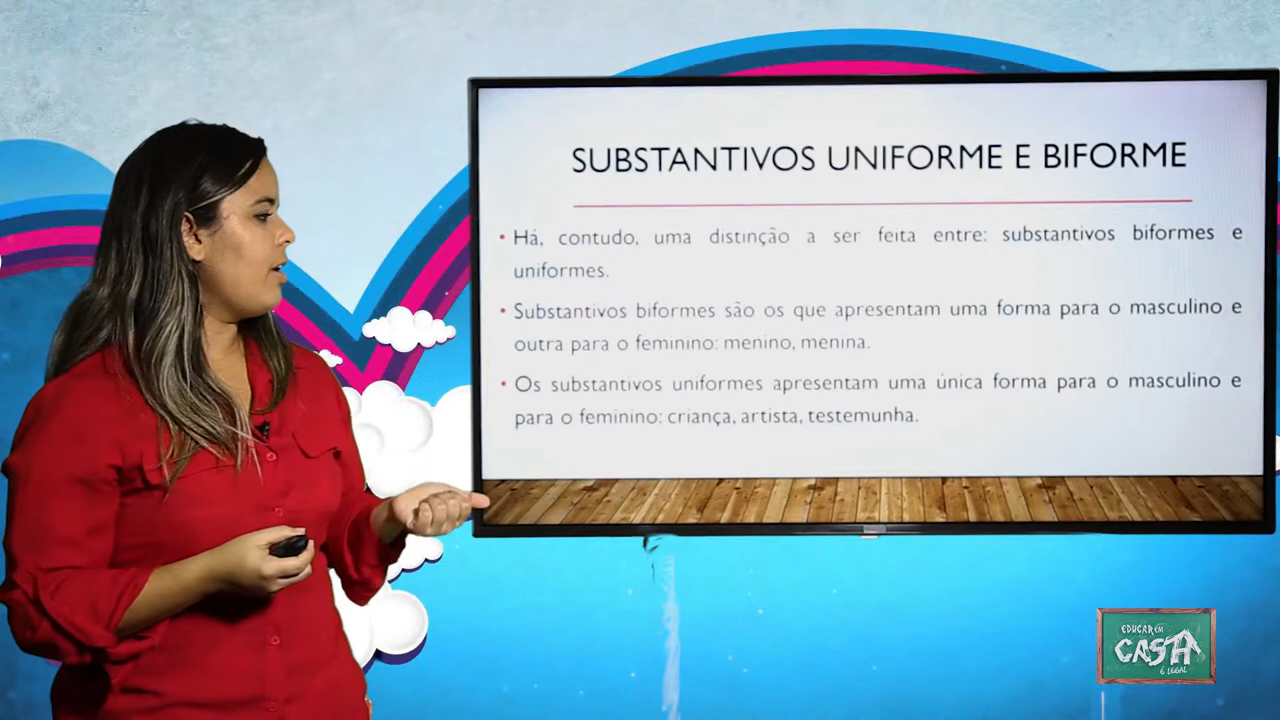 SUBSTANTIVOS UNIFORME E BIFORME
• Há, contudo, uma distinção a ser feita entre: substantivos biformes e
uniformes.
• Substantivos biformes são os que apresentam uma forma para o masculino e
outra para o feminino: menino, menina.
• Os substantivos uniformes apresentam uma única forma para o masculino e
para o feminino: criança, artista, testemunha.
EDUCAR EM
CASA
É LEGAL